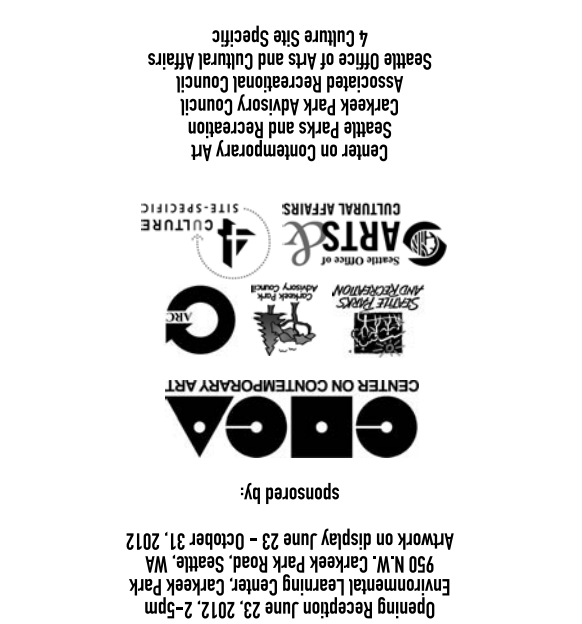 Opening Reception June 23, 2012, 2-5pm
Environmental Learning Center, Carkeek Park
950 N.W. Carkeek Park Road, Seattle, WA
Artwork on display June 23 - October 31, 2012
sponsored by:
CENTER ON CONTEMPORARY ART
SEATTLE PARKS
AND RECREATION
Carkeek Park
Advisory Council
ARC
Seattle Office of
ARTS&
CULTURAL AFFAIRS
4
CULTURE
SITE-SPECIFIC
Center on Contemporary Art
Seattle Parks and Recreation
Carkeek Park Advisory Council
Associated Recreational Council
Seattle Office of Arts and Cultural Affairs
4 Culture Site Specific